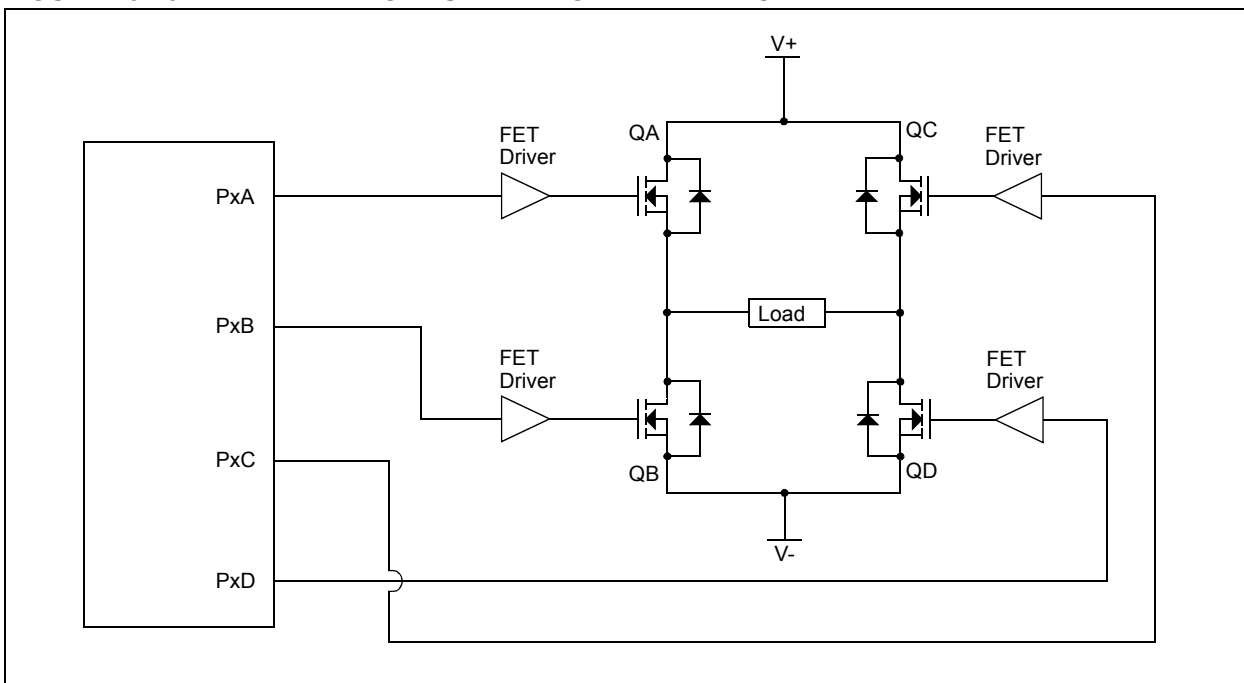 V+
QA
QC
FET
Driver
FET
Driver
PxA
PxB
Load
FET
Driver
FET
Driver
PxC
QB
QD
V-
PxD